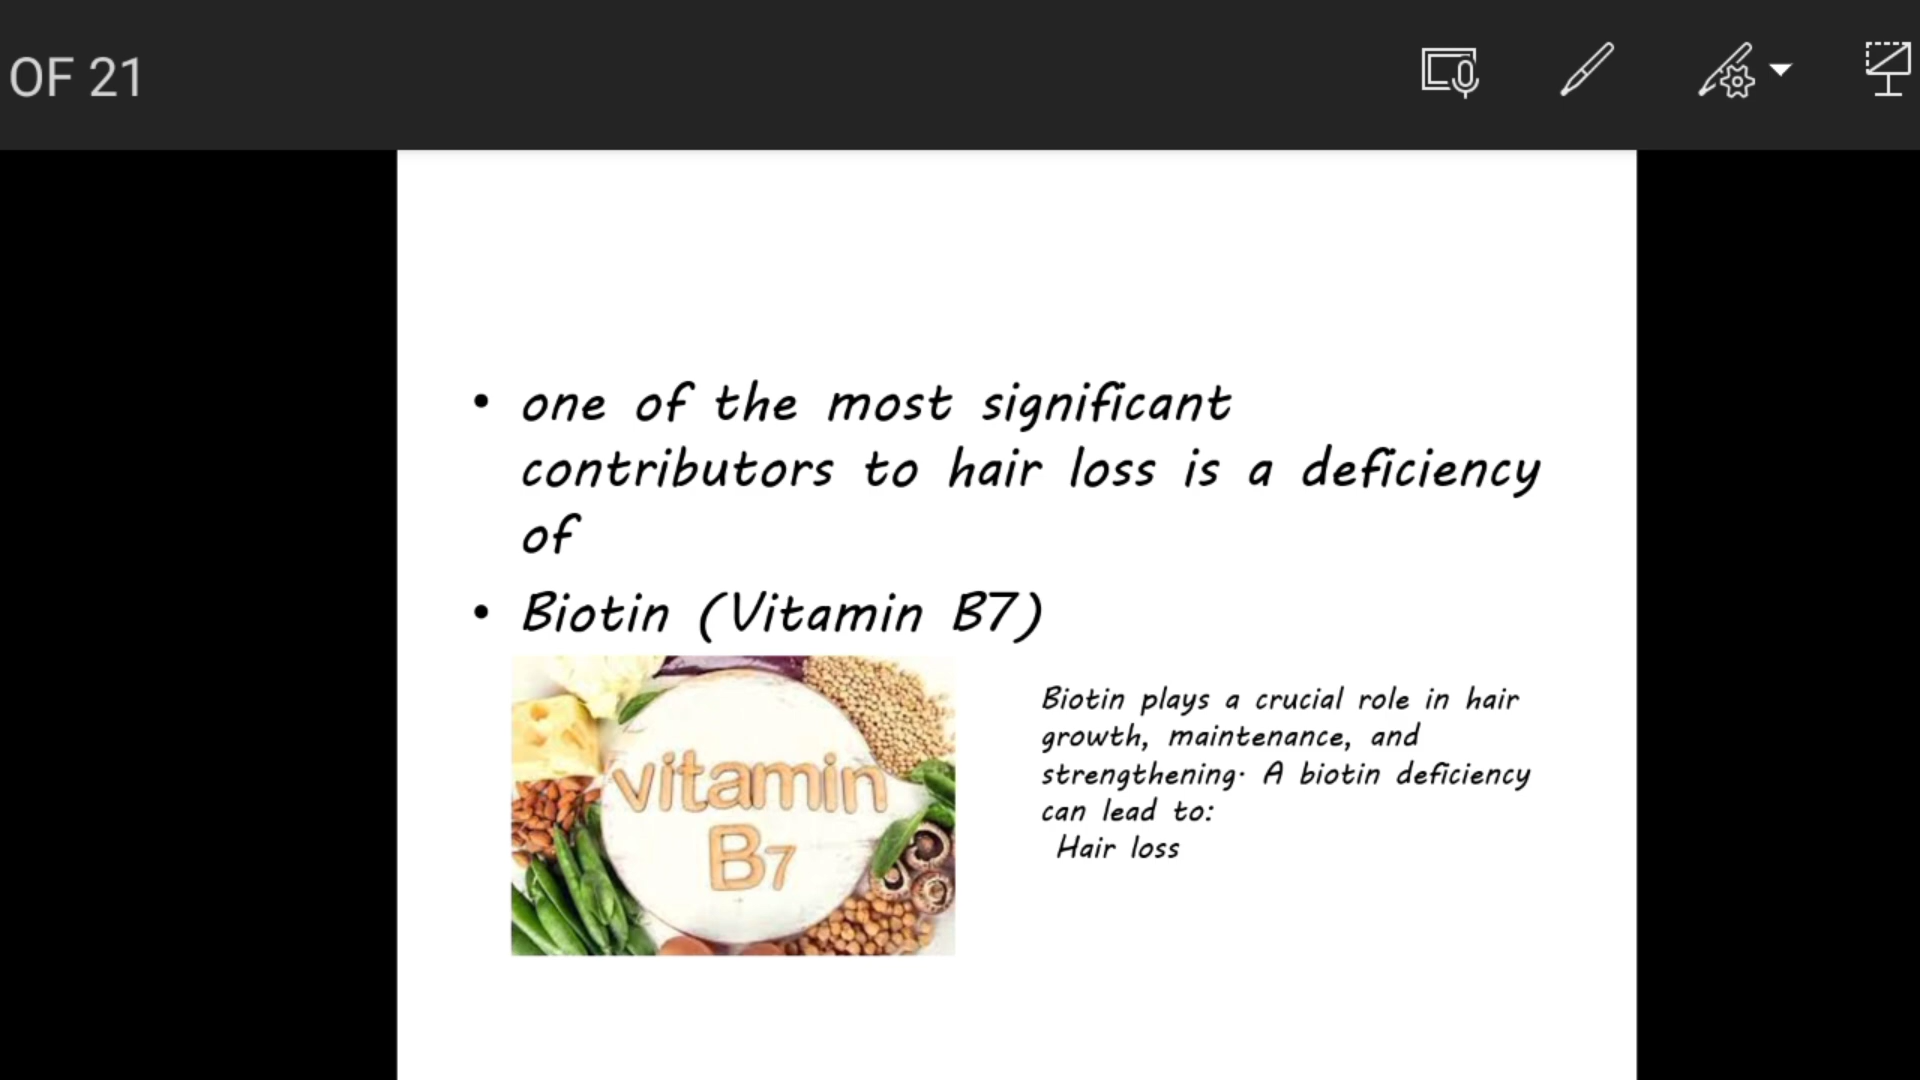 OF 21
• one of the most significant
contributors to hair loss is a deficiency
of
• Biotin (Vitamin B7)
vitamin
B7
Biotin plays a crucial role in hair
growth, maintenance, and
strengthening· A biotin deficiency
can lead to:
Hair loss